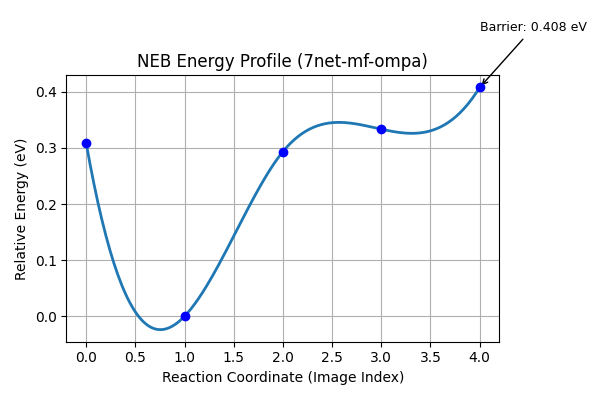 Barrier: 0.408 eV
NEB Energy Profile (7net-mf-ompa)
Relative Energy (eV)
0.4
0.3
0.2
0.1
0.0
0.0 0.5 1.0 1.5 2.0 2.5 3.0 3.5 4.0
Reaction Coordinate (Image Index)